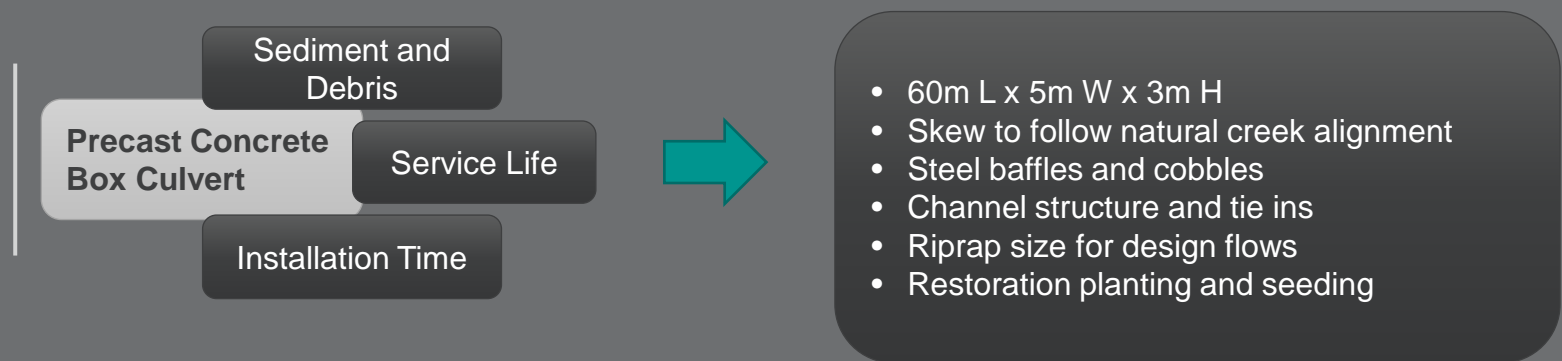 Sediment and
Debris
Precast Concrete
Box Culvert
Service Life
Installation Time
• 60m L x 5m W x 3m H
• Skew to follow natural creek alignment
• Steel baffles and cobbles
• Channel structure and tie ins
• Riprap size for design flows
• Restoration planting and seeding